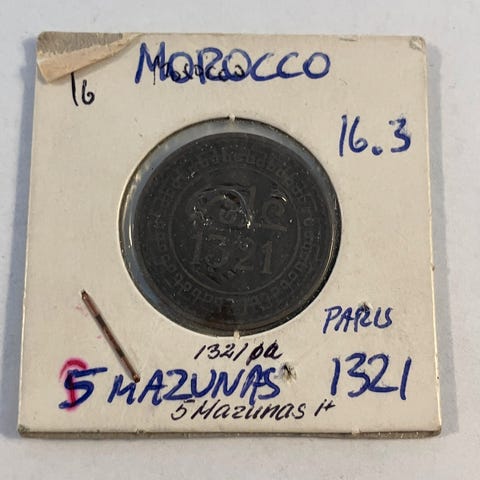 MOROCCO
Morocco
16
16.3
1321
PARIS
1321 pa
5 MAZUNAS 1321
5 Mazunas H